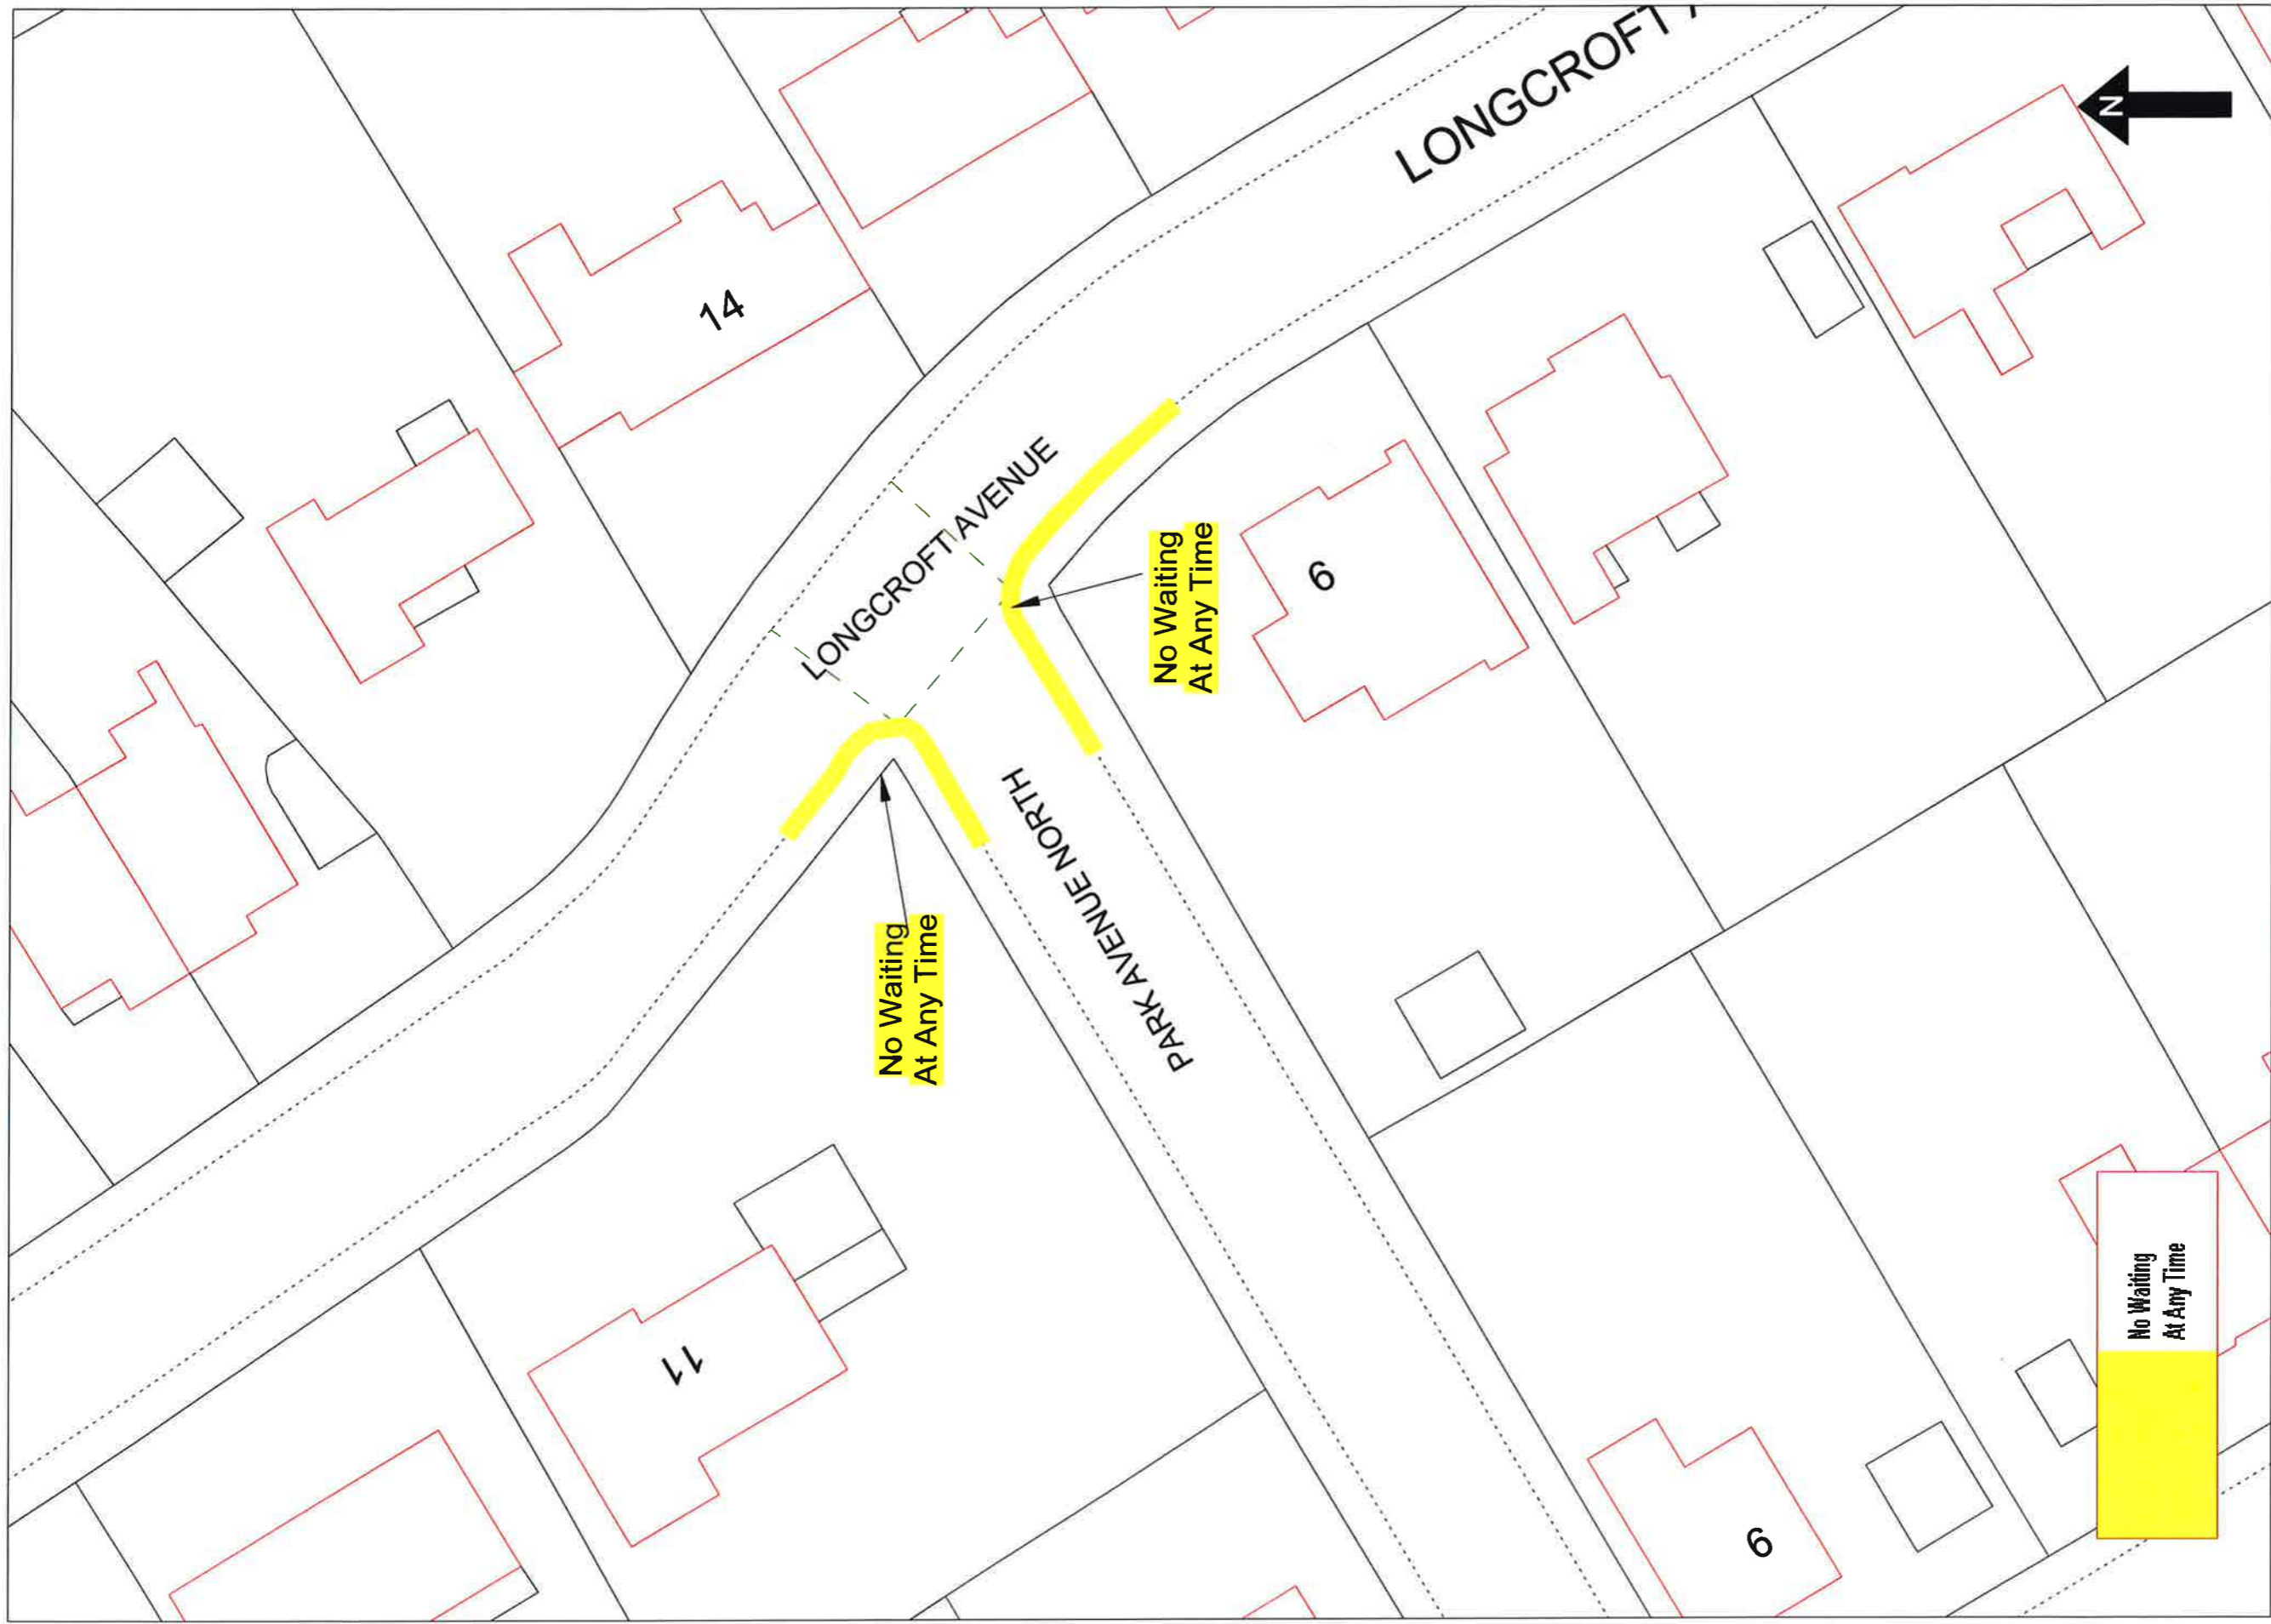 LONGCROFT
N
14
LONGCROFT AVENUE
No Waiting
At Any Time
6
PARK AVENUE NORTH
No Waiting
At Any Time
11
6
No Waiting
At Any Time